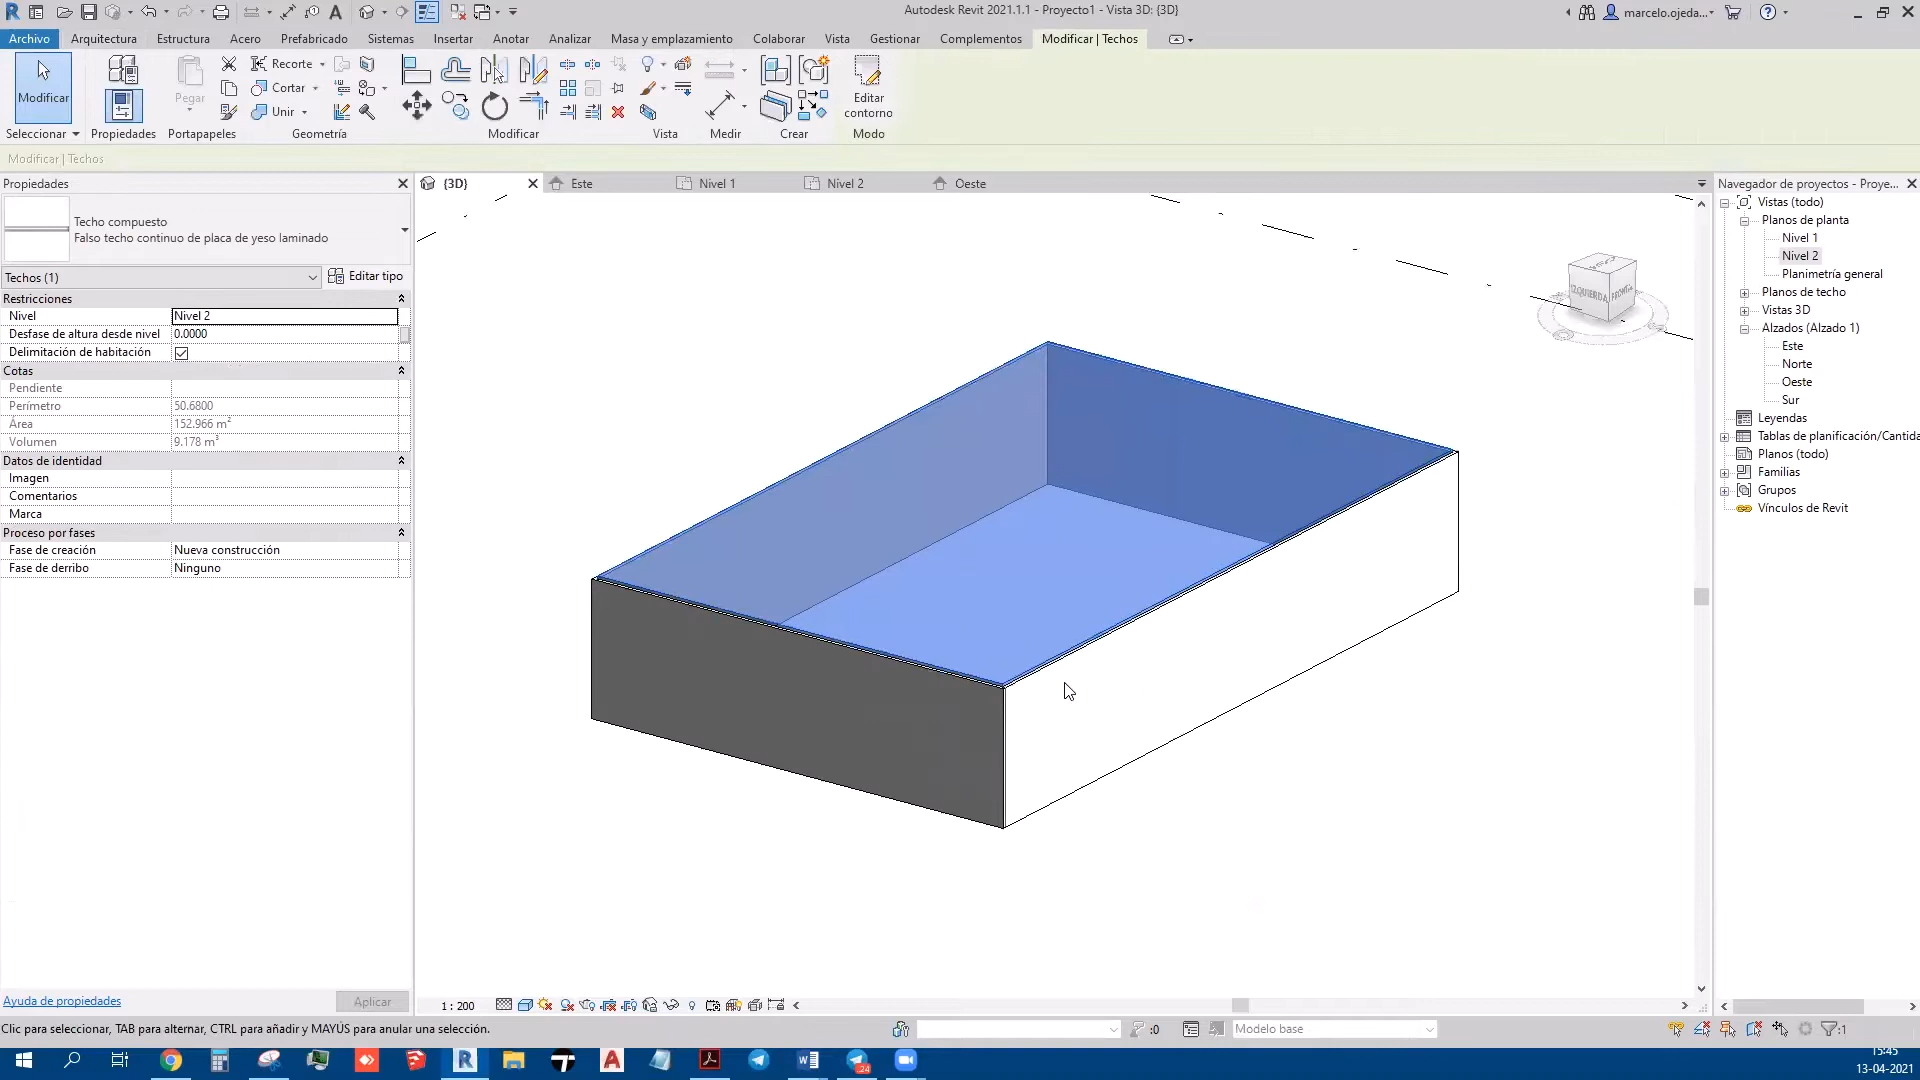 Autodesk Revit 2021.1.1 - Proyecto1 - Vista 3D: {3D}
marcelo.ojeda...
Archivo Arquitectura Estructura Acero Prefabricado Sistemas Insertar Anotar Analizar Masa y emplazamiento Colaborar Vista Gestionar Complementos Modificar | Techos
Modificar
Pegar
Recorte
Cortar
Unir
Editar
contorno
Seleccionar Propiedades Portapapeles Geometría Modificar Vista Medir Crear Modo
Modificar | Techos
Propiedades
{3D} Este Nivel 1 Nivel 2 Oeste
Techo compuesto
Falso techo continuo de placa de yeso laminado
Techos (1) Editar tipo
Restricciones
Nivel Nivel 2
Desfase de altura desde nivel 0.0000
Delimitación de habitación
Cotas
Pendiente
Perímetro 50.6800
Área 152.966 m²
Volumen 9.178 m³
Datos de identidad
Imagen
Comentarios
Marca
Proceso por fases
Fase de creación Nueva construcción
Fase de derribo Ninguno
Ayuda de propiedades Aplicar
IZQUIERDA
Navegador de proyectos - Proye...
Vistas (todo)
Planos de planta
Nivel 1
Nivel 2
Planimetría general
Planos de techo
Vistas 3D
Alzados (Alzado 1)
Este
Norte
Oeste
Sur
Leyendas
Tablas de planificación/Cantida
Planos (todo)
Familias
Grupos
Vínculos de Revit
1 : 200
Clic para seleccionar, TAB para alternar, CTRL para añadir y MAYÚS para anular una selección.
:0
Modelo base
:1
24
15:45
13-04-2021